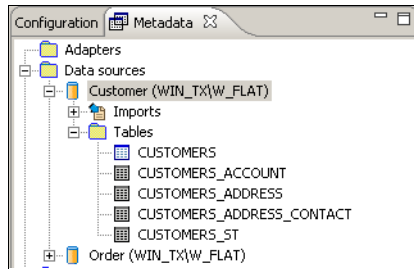 Configuration Metadata
Adapters
Data sources
Customer (WIN_TX\W_FLAT)
Imports
Tables
CUSTOMERS
CUSTOMERS_ACCOUNT
CUSTOMERS_ADDRESS
CUSTOMERS_ADDRESS_CONTACT
CUSTOMERS_ST
Order (WIN_TX\W_FLAT)